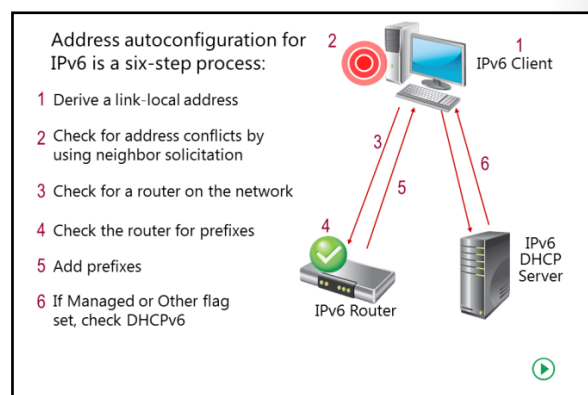 Address autoconfiguration for
IPv6 is a six-step process:
1 Derive a link-local address
2 Check for address conflicts by
using neighbor solicitation
3 Check for a router on the network
4 Check the router for prefixes
5 Add prefixes
6 If Managed or Other flag
set, check DHCPv6
2
1
IPv6 Client
3
5
6
4
IPv6 Router
IPv6
DHCP
Server